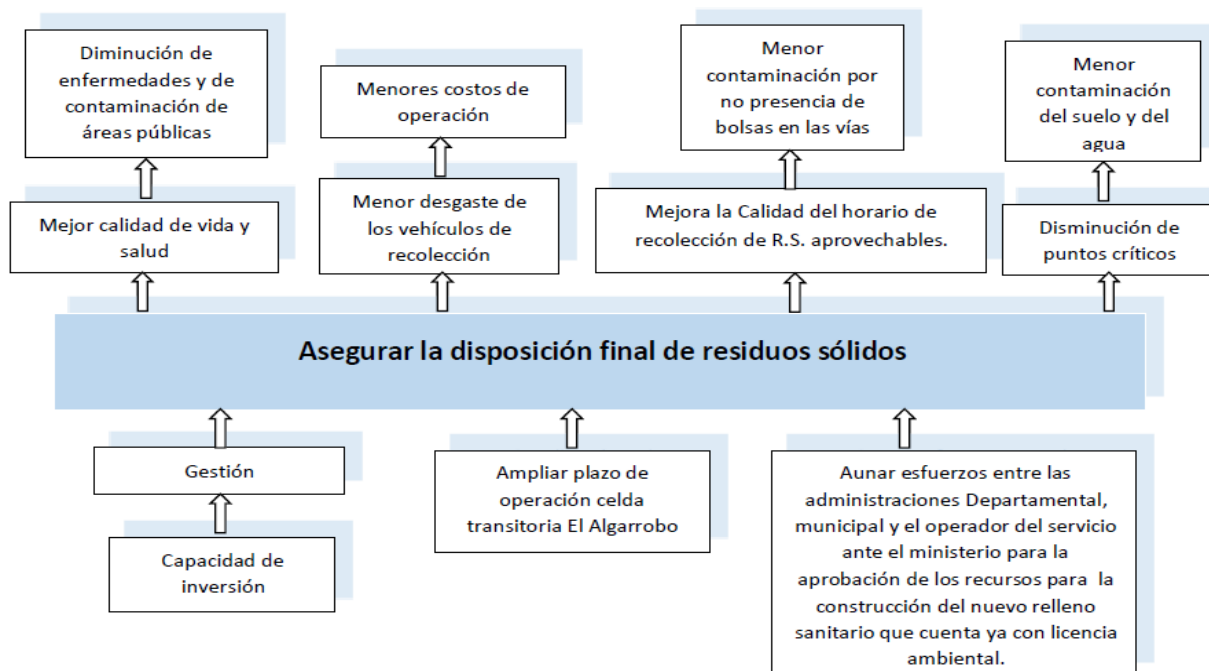 Diminución de
enfermedades y de
contaminación de
áreas públicas
Menores costos de
operación
Menor
contaminación por
no presencia de
bolsas en las vías
Menor
contaminación
del suelo y del
agua
Mejor calidad de vida y
salud
Menor desgaste de
los vehículos de
recolección
Mejora la Calidad del horario de
recolección de R.S. aprovechables.
Disminución de
puntos críticos
Asegurar la disposición final de residuos sólidos
Gestión
Capacidad de
inversión
Ampliar plazo de
operación celda
transitoria El Algarrobo
Aunar esfuerzos entre las
administraciones Departamental,
municipal y el operador del servicio
ante el ministerio para la
aprobación de los recursos para la
construcción del nuevo relleno
sanitario que cuenta ya con licencia
ambiental.